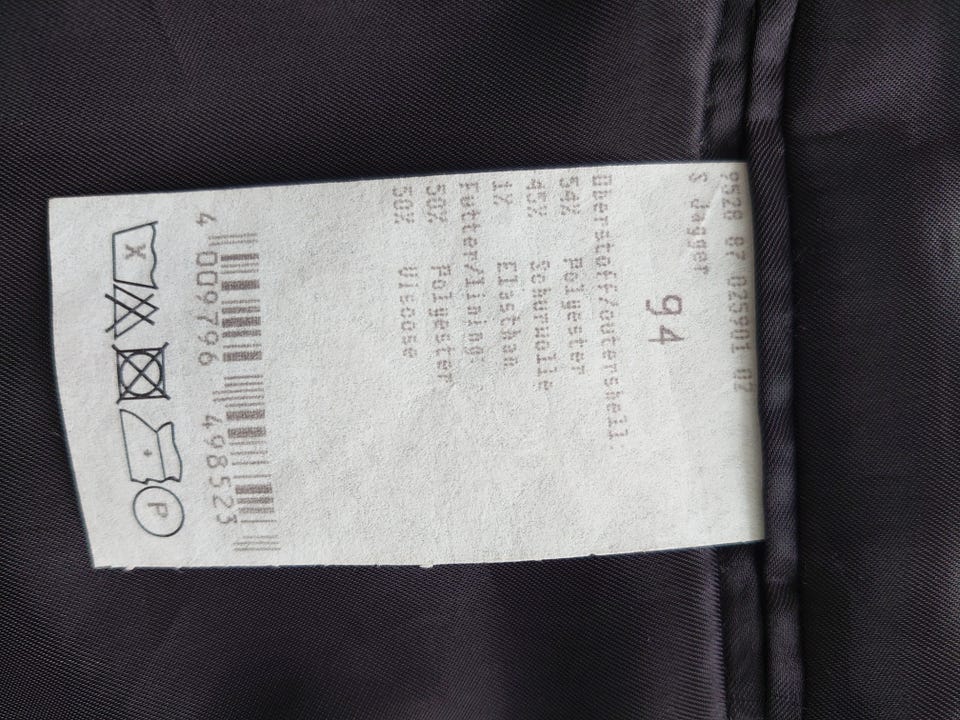 9528 87 025901 02
S Jagger
94
Oberstoff/outershell:
54% Polyester
45% Schurwolle
1% Elasthan
Futter/lining:
50% Polyester
50% Viscose
4 009796 498523
P